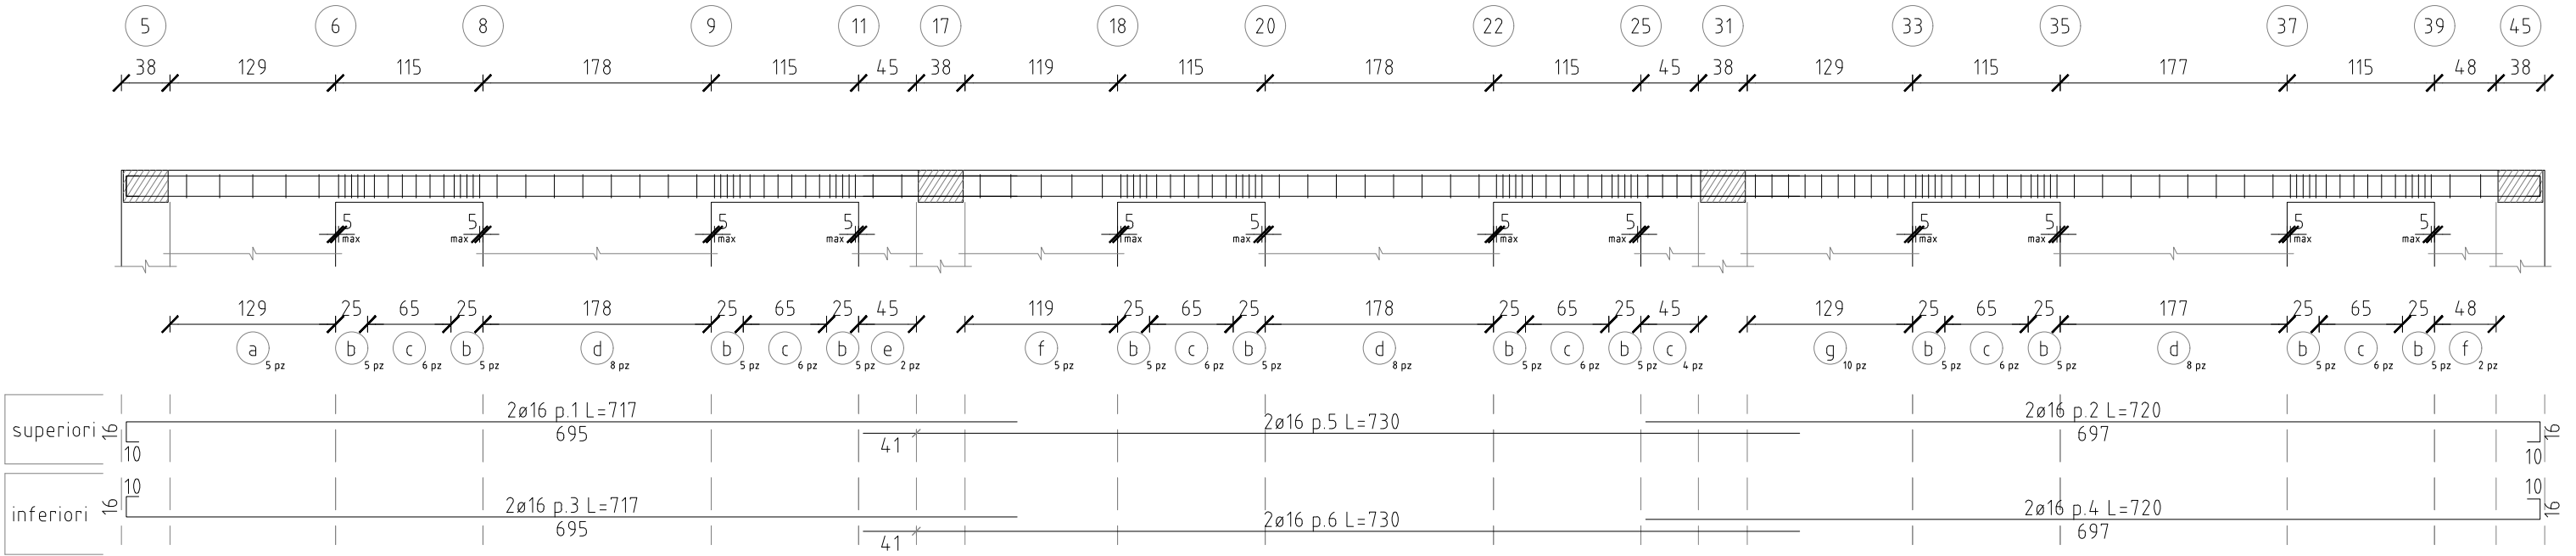 5 6 8 9 11 17 18 20 22 25 31 33 35 37 39 45
38 129 115 178 115 45 38 119 115 178 115 45 38 129 115 177 115 48 38
5 5 5 5 5 5 5 5 5 5 5 5
max max max max max max max max max max max max
129 25 65 25 178 25 65 25 45 119 25 65 25 178 25 65 25 45 129 25 65 25 177 25 65 25 48
a b c b d b c b e f b c b d b c b c g b c b d b c b f
5 pz 5 pz 6 pz 5 pz 8 pz 5 pz 6 pz 5 pz 2 pz 5 pz 5 pz 6 pz 5 pz 8 pz 5 pz 6 pz 5 pz 4 pz 10 pz 5 pz 6 pz 5 pz 8 pz 5 pz 6 pz 5 pz 2 pz
2ø16 p.1 L=717 2ø16 p.5 L=730 2ø16 p.2 L=720
superiori 16 695 41 697 16
10 10
10 10
2ø16 p.3 L=717 2ø16 p.6 L=730 2ø16 p.4 L=720
inferiori 16 695 41 697 16